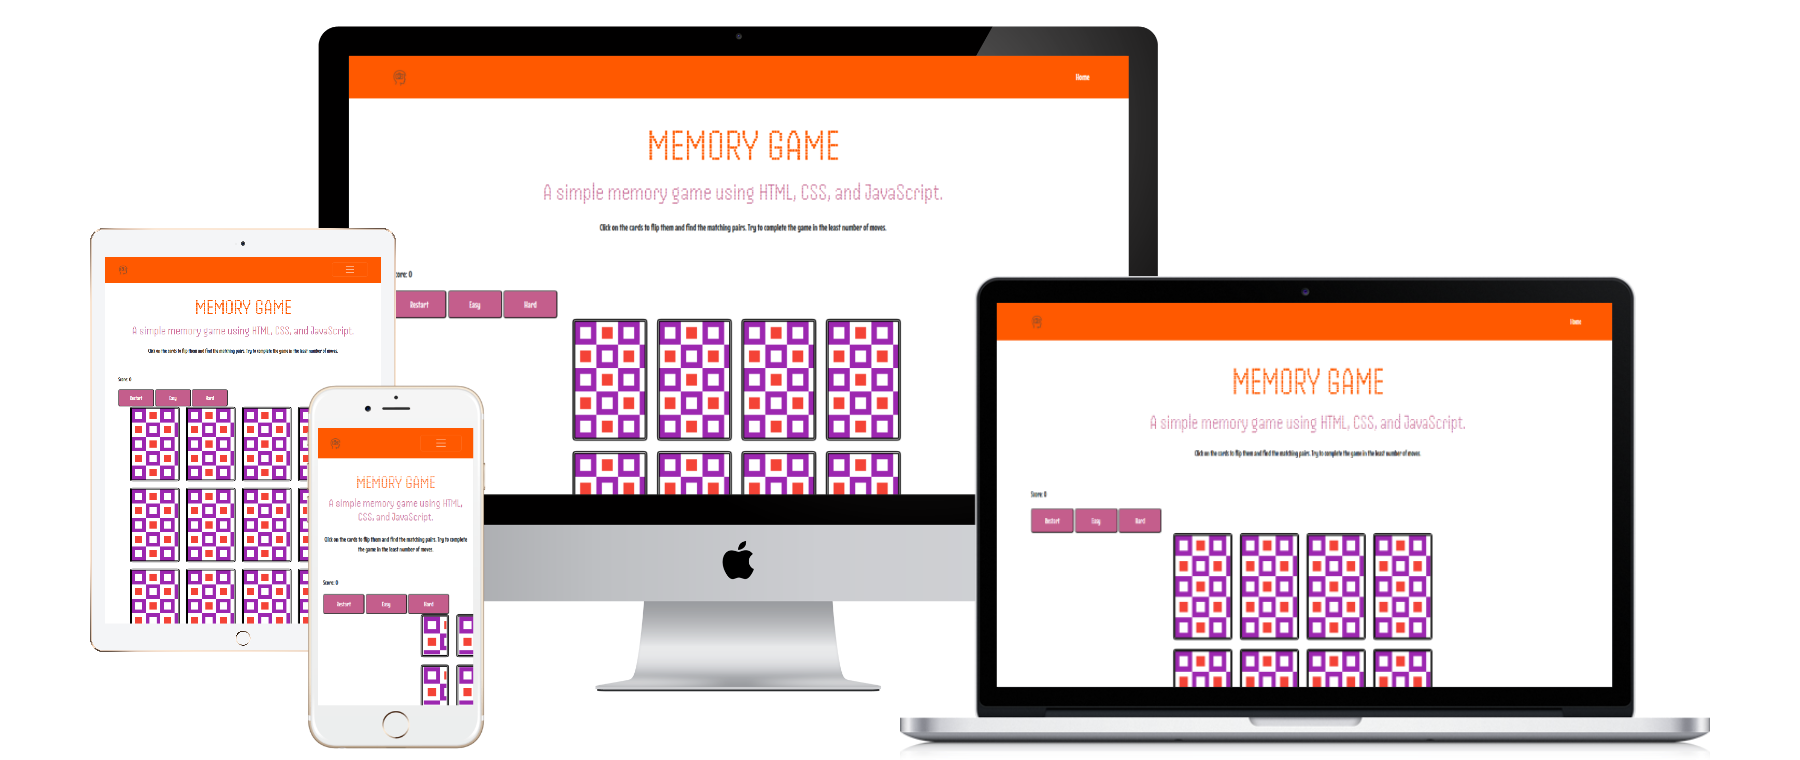 Home
MEMORY GAME
A simple memory game using HTML, CSS, and JavaScript.
Click on the cards to flip them and find the matching pairs. Try to complete the game in the least number of moves.
core: 0
Restart Easy Hard
MEMORY GAME
A simple memory game using HTML, CSS, and JavaScript.
Click on the cards to flip them and find the matching pairs. Try to complete the game in the least number of moves.
Score: 0
Restart Easy Hard
MEMORY GAME
A simple memory game using HTML,
CSS, and JavaScript.
Click on the cards to flip them and find the matching pairs. Try to complete
the game in the least number of moves.
Score: 0
Restart Easy Hard
Home
MEMORY GAME
A simple memory game using HTML, CSS, and JavaScript.
Click on the cards to flip them and find the matching pairs. Try to complete the game in the least number of moves.
Score: 0
Restart Easy Hard